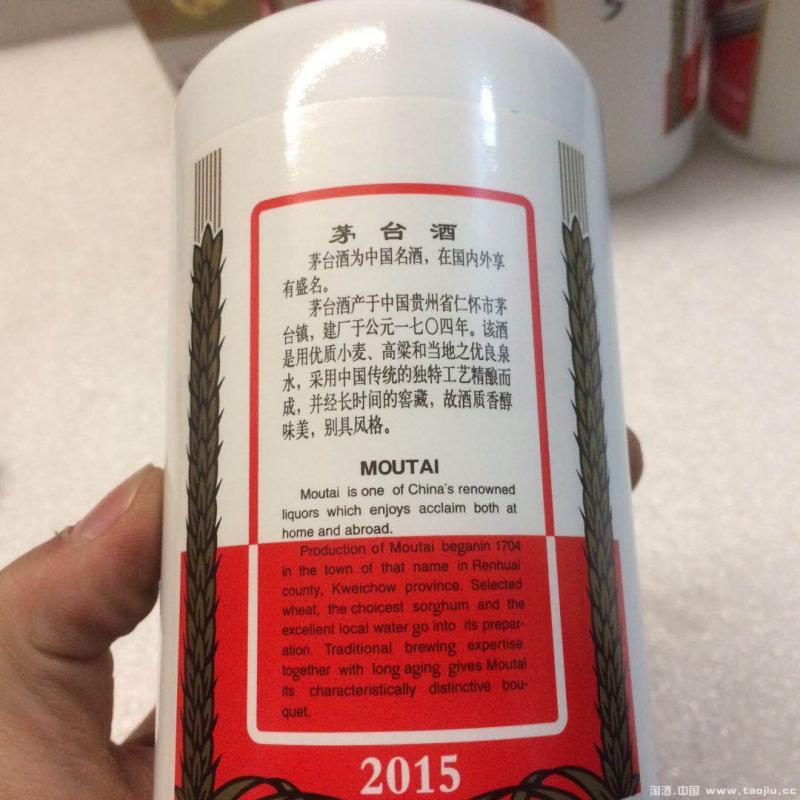 茅台酒
茅台酒为中国名酒，在国内外享
有盛名。
茅台酒产于中国贵州省仁怀市茅
台镇，建厂于公元一七〇四年。该酒
是用优质小麦、高粱和当地之优良泉
水，采用中国传统的独特工艺精酿而
成，并经长时间的窖藏，故酒质香醇
味美，别具风格。
MOUTAI
Moutai is one of China's renowned
liquors which enjoys acclaim both at
home and abroad.
Production of Moutai beganin 1704
in the town of that name in Renhuai
county, Kweichow province. Selected
wheat, the choicest sorghum and the
excellent local water go into its prepar-
ation. Traditional brewing expertise
together with long aging gives Moutai
its characteristically distinctive bou-
quet.
2015
淘酒.中国 www.taojiu.cc